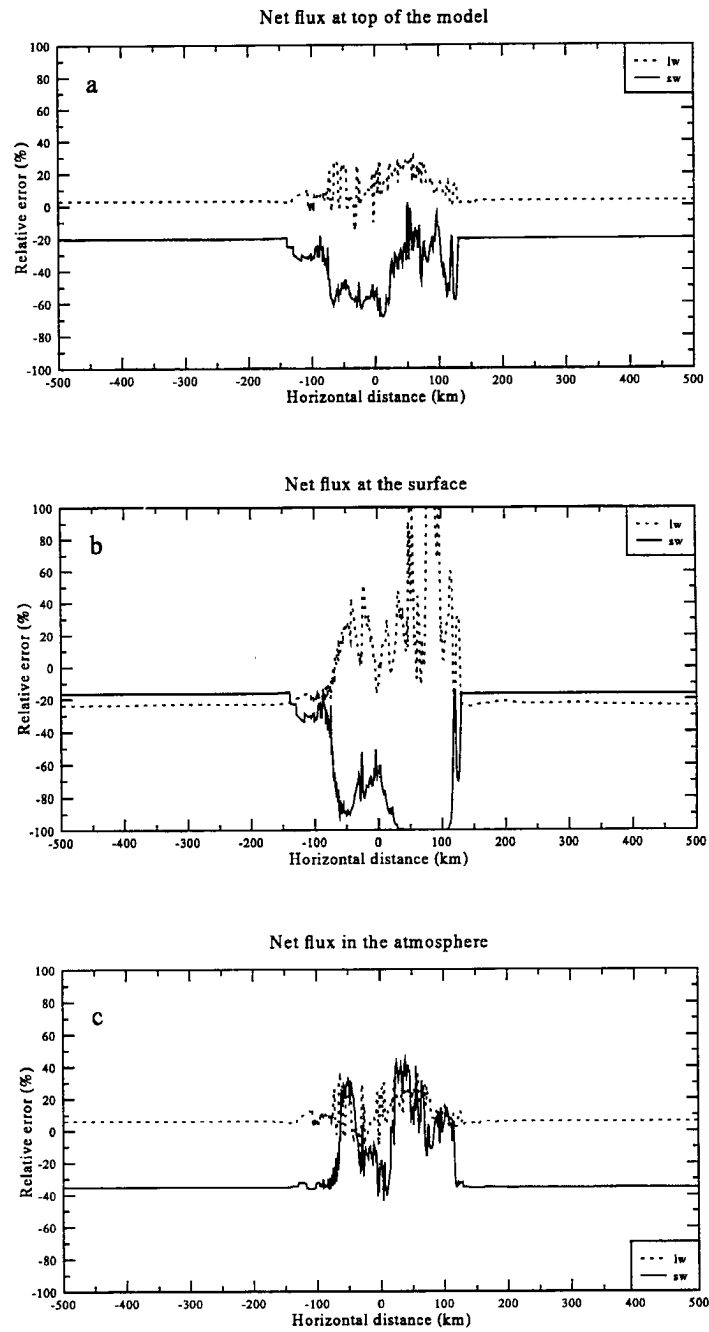 Net flux at top of the model
a
lw
sw
100
80
60
40
20
0
-20
-40
-60
-80
-100
Relative error (%)
-500 -400 -300 -200 -100 0 100 200 300 400 500
Horizontal distance (km)
Net flux at the surface
b
lw
sw
100
80
60
40
20
0
-20
-40
-60
-80
-100
Relative error (%)
-500 -400 -300 -200 -100 0 100 200 300 400 500
Horizontal distance (km)
Net flux in the atmosphere
c
100
80
60
40
20
0
-20
-40
-60
-80
-100
Relative error (%)
lw
sw
-500 -400 -300 -200 -100 0 100 200 300 400 500
Horizontal distance (km)